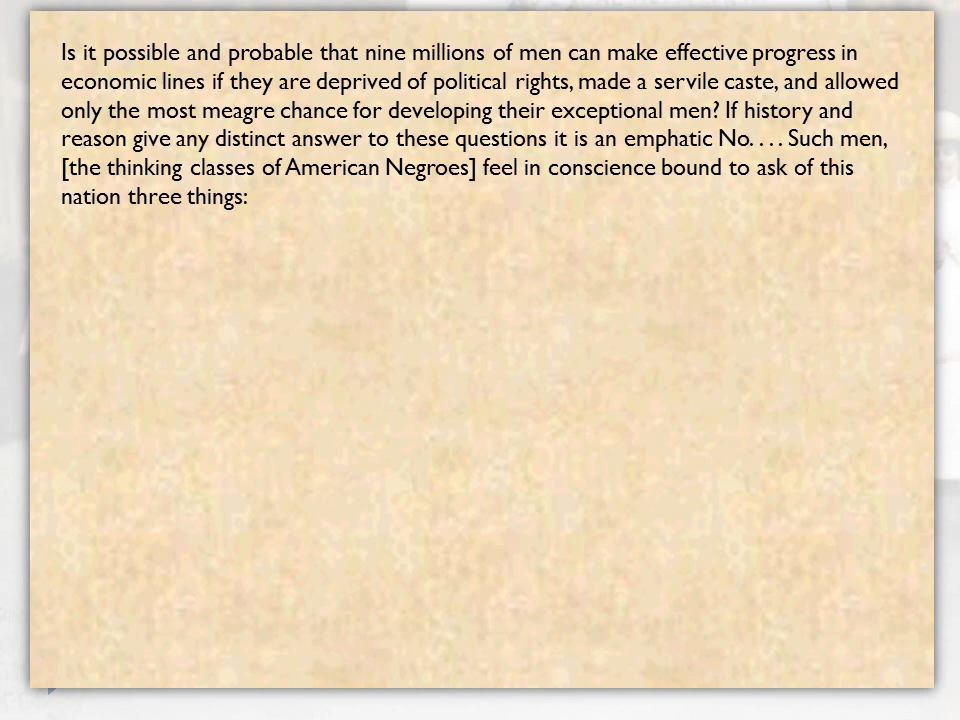 Is it possible and probable that nine millions of men can make effective progress in
economic lines if they are deprived of political rights, made a servile caste, and allowed
only the most meagre chance for developing their exceptional men? If history and
reason give any distinct answer to these questions it is an emphatic No. . . . Such men,
[the thinking classes of American Negroes] feel in conscience bound to ask of this
nation three things: